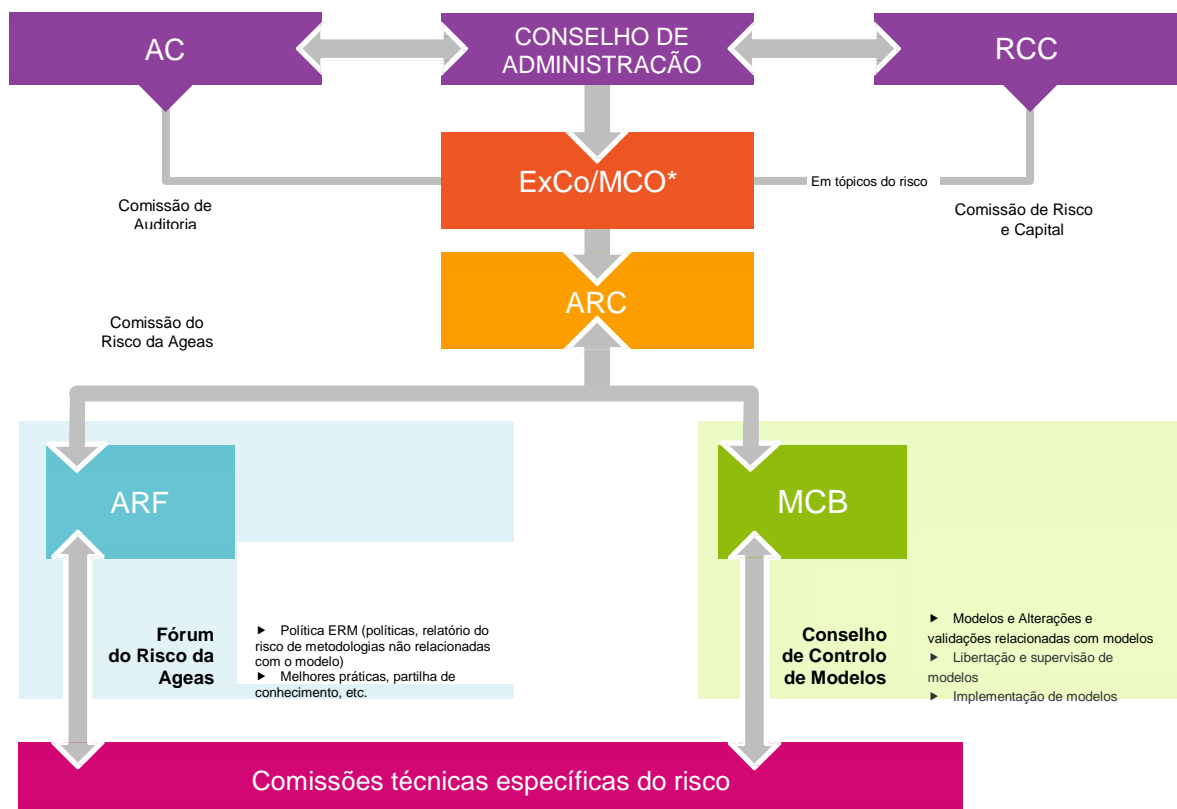 AC
CONSELHO DE
ADMINISTRAÇÃO
RCC
ExCo/MCO*
Em tópicos do risco
Comissão de
Auditoria
Comissão de Risco
e Capital
ARC
Comissão do
Risco da Ageas
ARF
MCB
Fórum
do Risco da
Ageas
► Política ERM (políticas, relatório do
risco de metodologias não relacionadas
com o modelo)
► Melhores práticas, partilha de
conhecimento, etc.
Conselho
de Controlo
de Modelos
► Modelos e Alterações e
validações relacionadas com modelos
► Libertação e supervisão de
modelos
► Implementação de modelos
Comissões técnicas específicas do risco